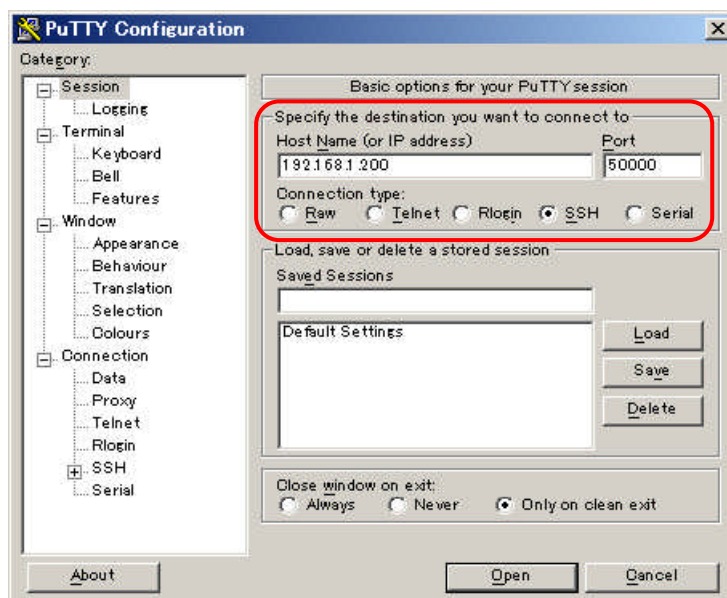 PuTTY Configuration
Category:
Session
Logging
Terminal
Keyboard
Bell
Features
Window
Appearance
Behaviour
Translation
Selection
Colours
Connection
Data
Proxy
Telnet
Rlogin
SSH
Serial
Basic options for your PuTTY session
Specify the destination you want to connect to
Host Name (or IP address) Port
192.168.1.200 50000
Connection type:
Raw Telnet Rlogin SSH Serial
Load, save or delete a stored session
Saved Sessions
Default Settings
Load
Save
Delete
Close window on exit:
Always Never Only on clean exit
About Open Cancel